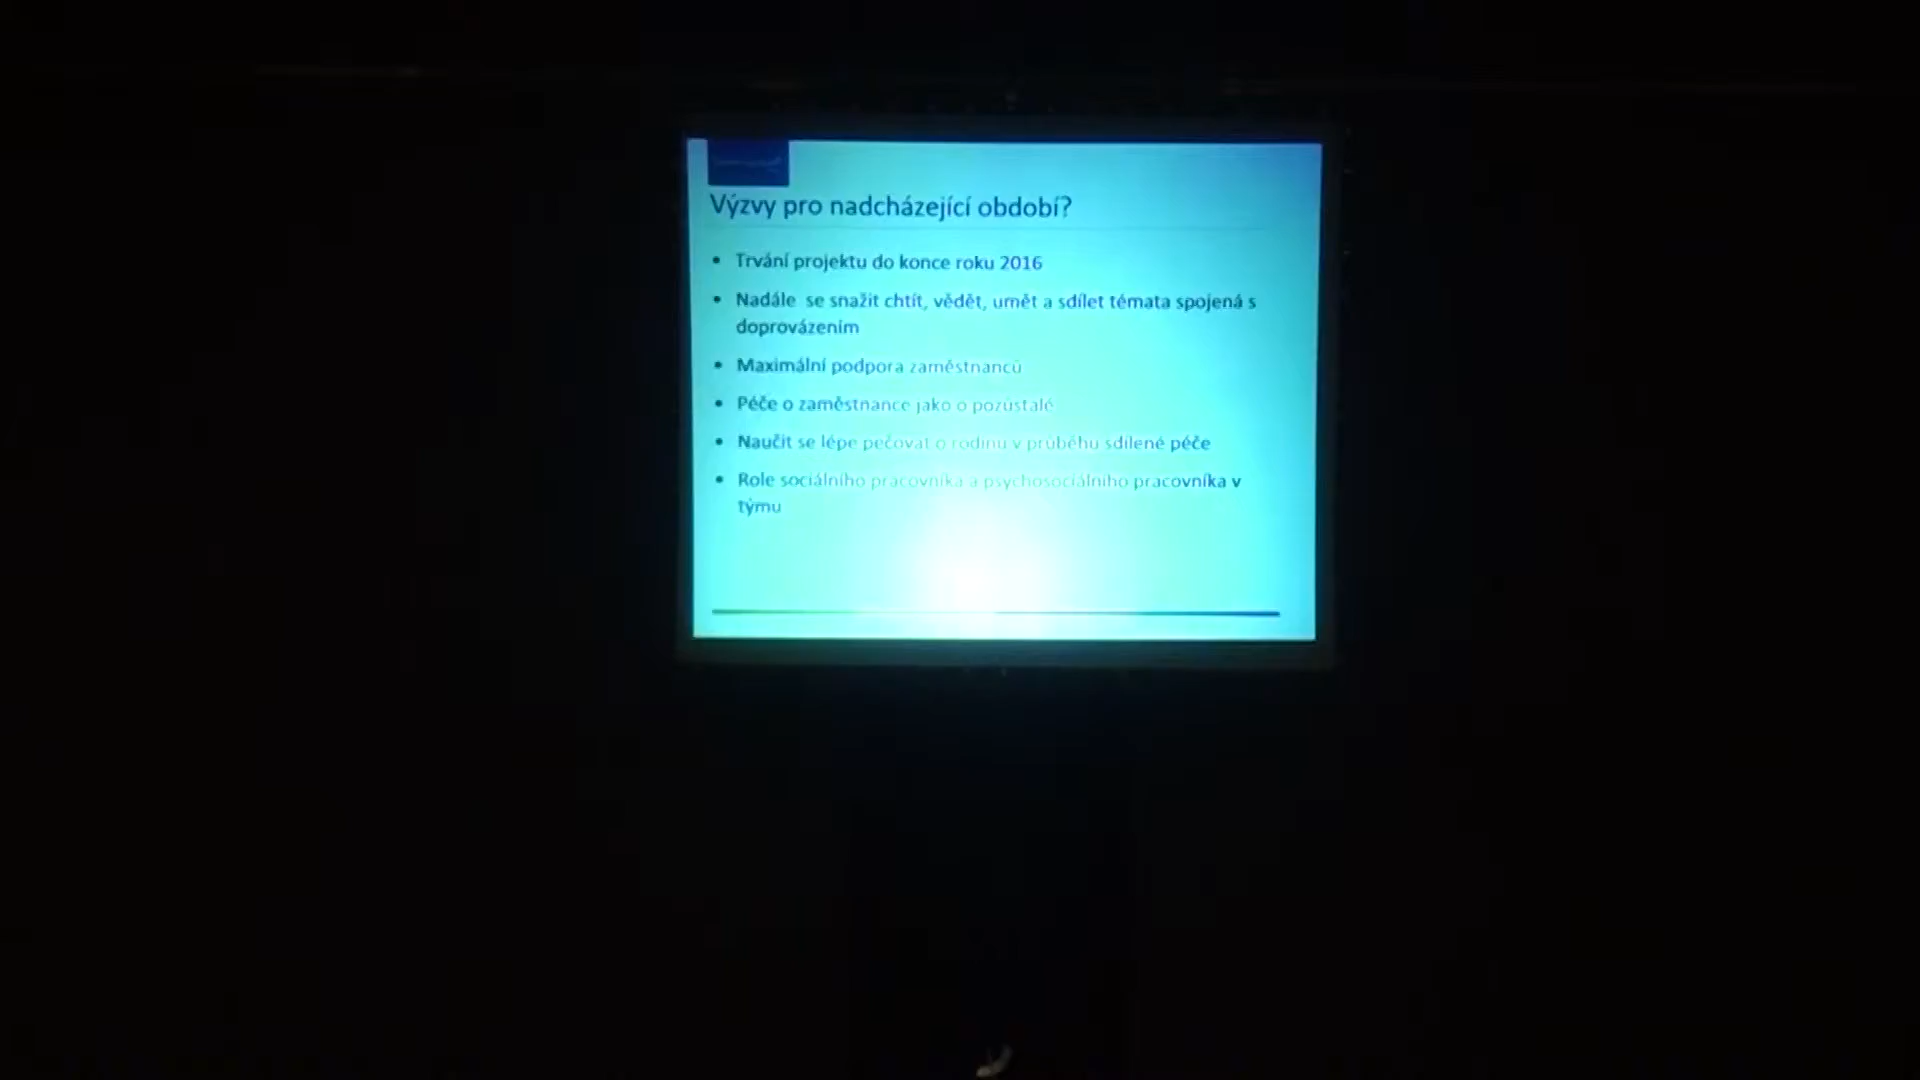 Výzvy pro nadcházející období?
• Trvání projektu do konce roku 2016
• Nadále se snažit chtít, vědět, umět a sdílet témata spojená s
doprovázením
• Maximální podpora zaměstnanců
• Péče o zaměstnance jako o pozůstalé
• Naučit se lépe pečovat o rodinu v průběhu sdílené péče
• Role sociálního pracovníka a psychosociálního pracovníka v
týmu